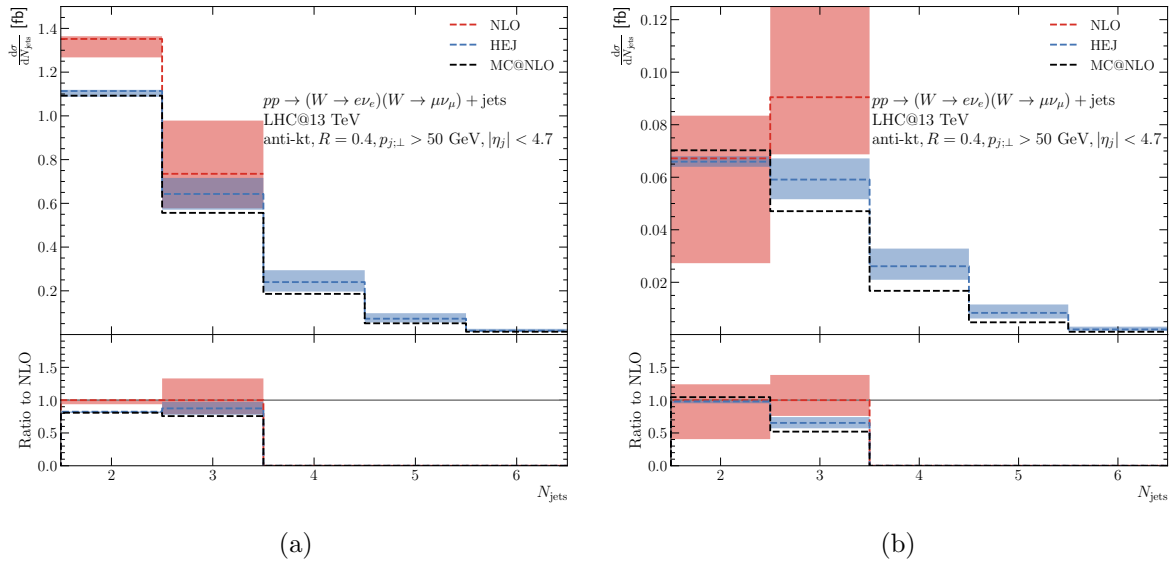 dσ/dN_jets [fb]
1.4
1.2
1.0
0.8
0.6
0.4
0.2
NLO
HEJ
MC@NLO
pp → (W → eν_e)(W → μν_μ) + jets
LHC@13 TeV
anti-kt, R = 0.4, p_{j;⊥} > 50 GeV, |η_j| < 4.7
Ratio to NLO
1.5
1.0
0.5
0.0
2 3 4 5 6
N_jets
(a)
dσ/dN_jets [fb]
0.12
0.10
0.08
0.06
0.04
0.02
NLO
HEJ
MC@NLO
pp → (W → eν_e)(W → μν_μ) + jets
LHC@13 TeV
anti-kt, R = 0.4, p_{j;⊥} > 50 GeV, |η_j| < 4.7
Ratio to NLO
1.5
1.0
0.5
0.0
2 3 4 5 6
N_jets
(b)